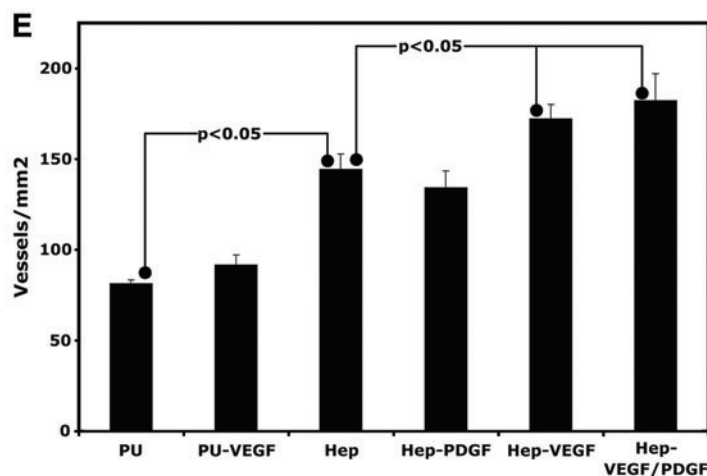 E
p<0.05
p<0.05
Vessels/mm2
200
150
100
50
0
PU
PU-VEGF
Hep
Hep-PDGF
Hep-VEGF
Hep-
VEGF/PDGF